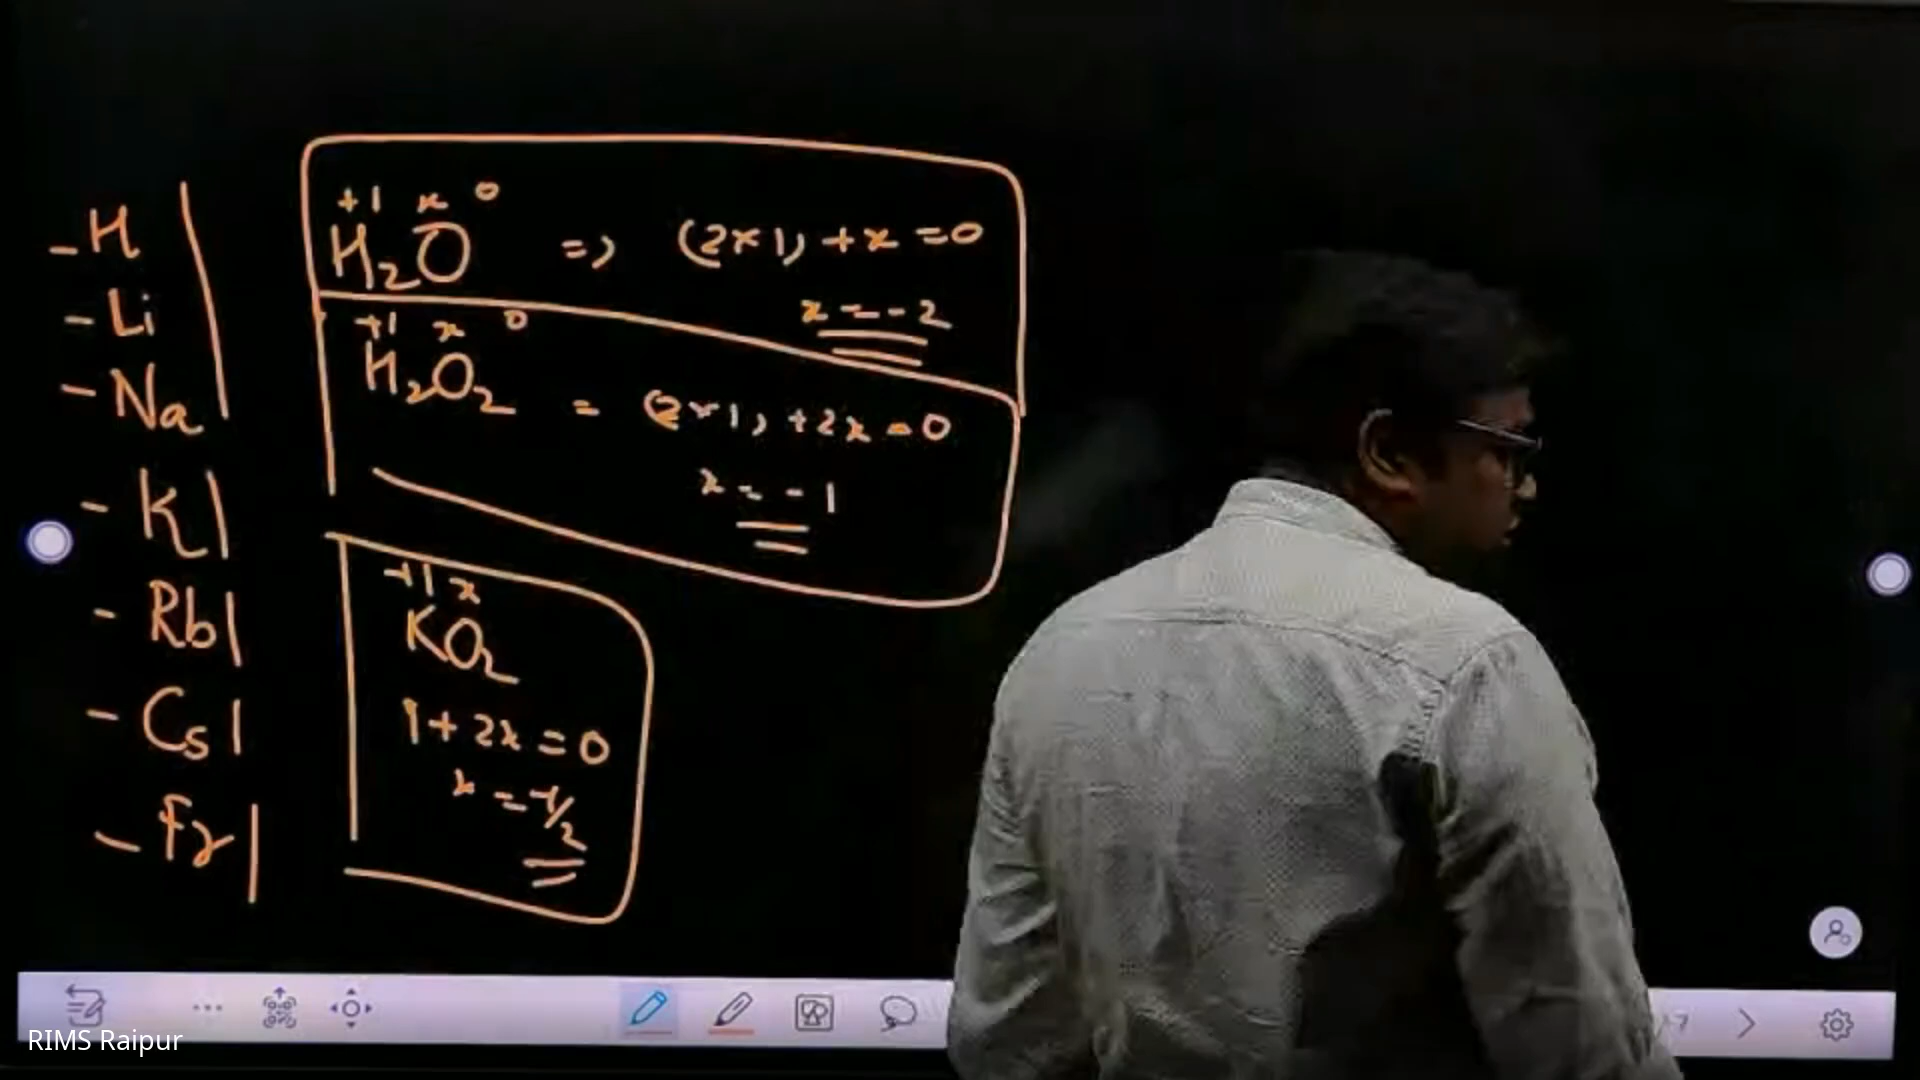 - H
- Li
- Na
- K
- Rb
- Cs
- Fr
+1 x 0
H2O => (2×1) + x = 0
x = -2
+1 x 0
H2O2 = (2×1) + 2x = 0
x = -1
+1 x
KO2
1 + 2x = 0
x = -1/2
RIMS Raipur